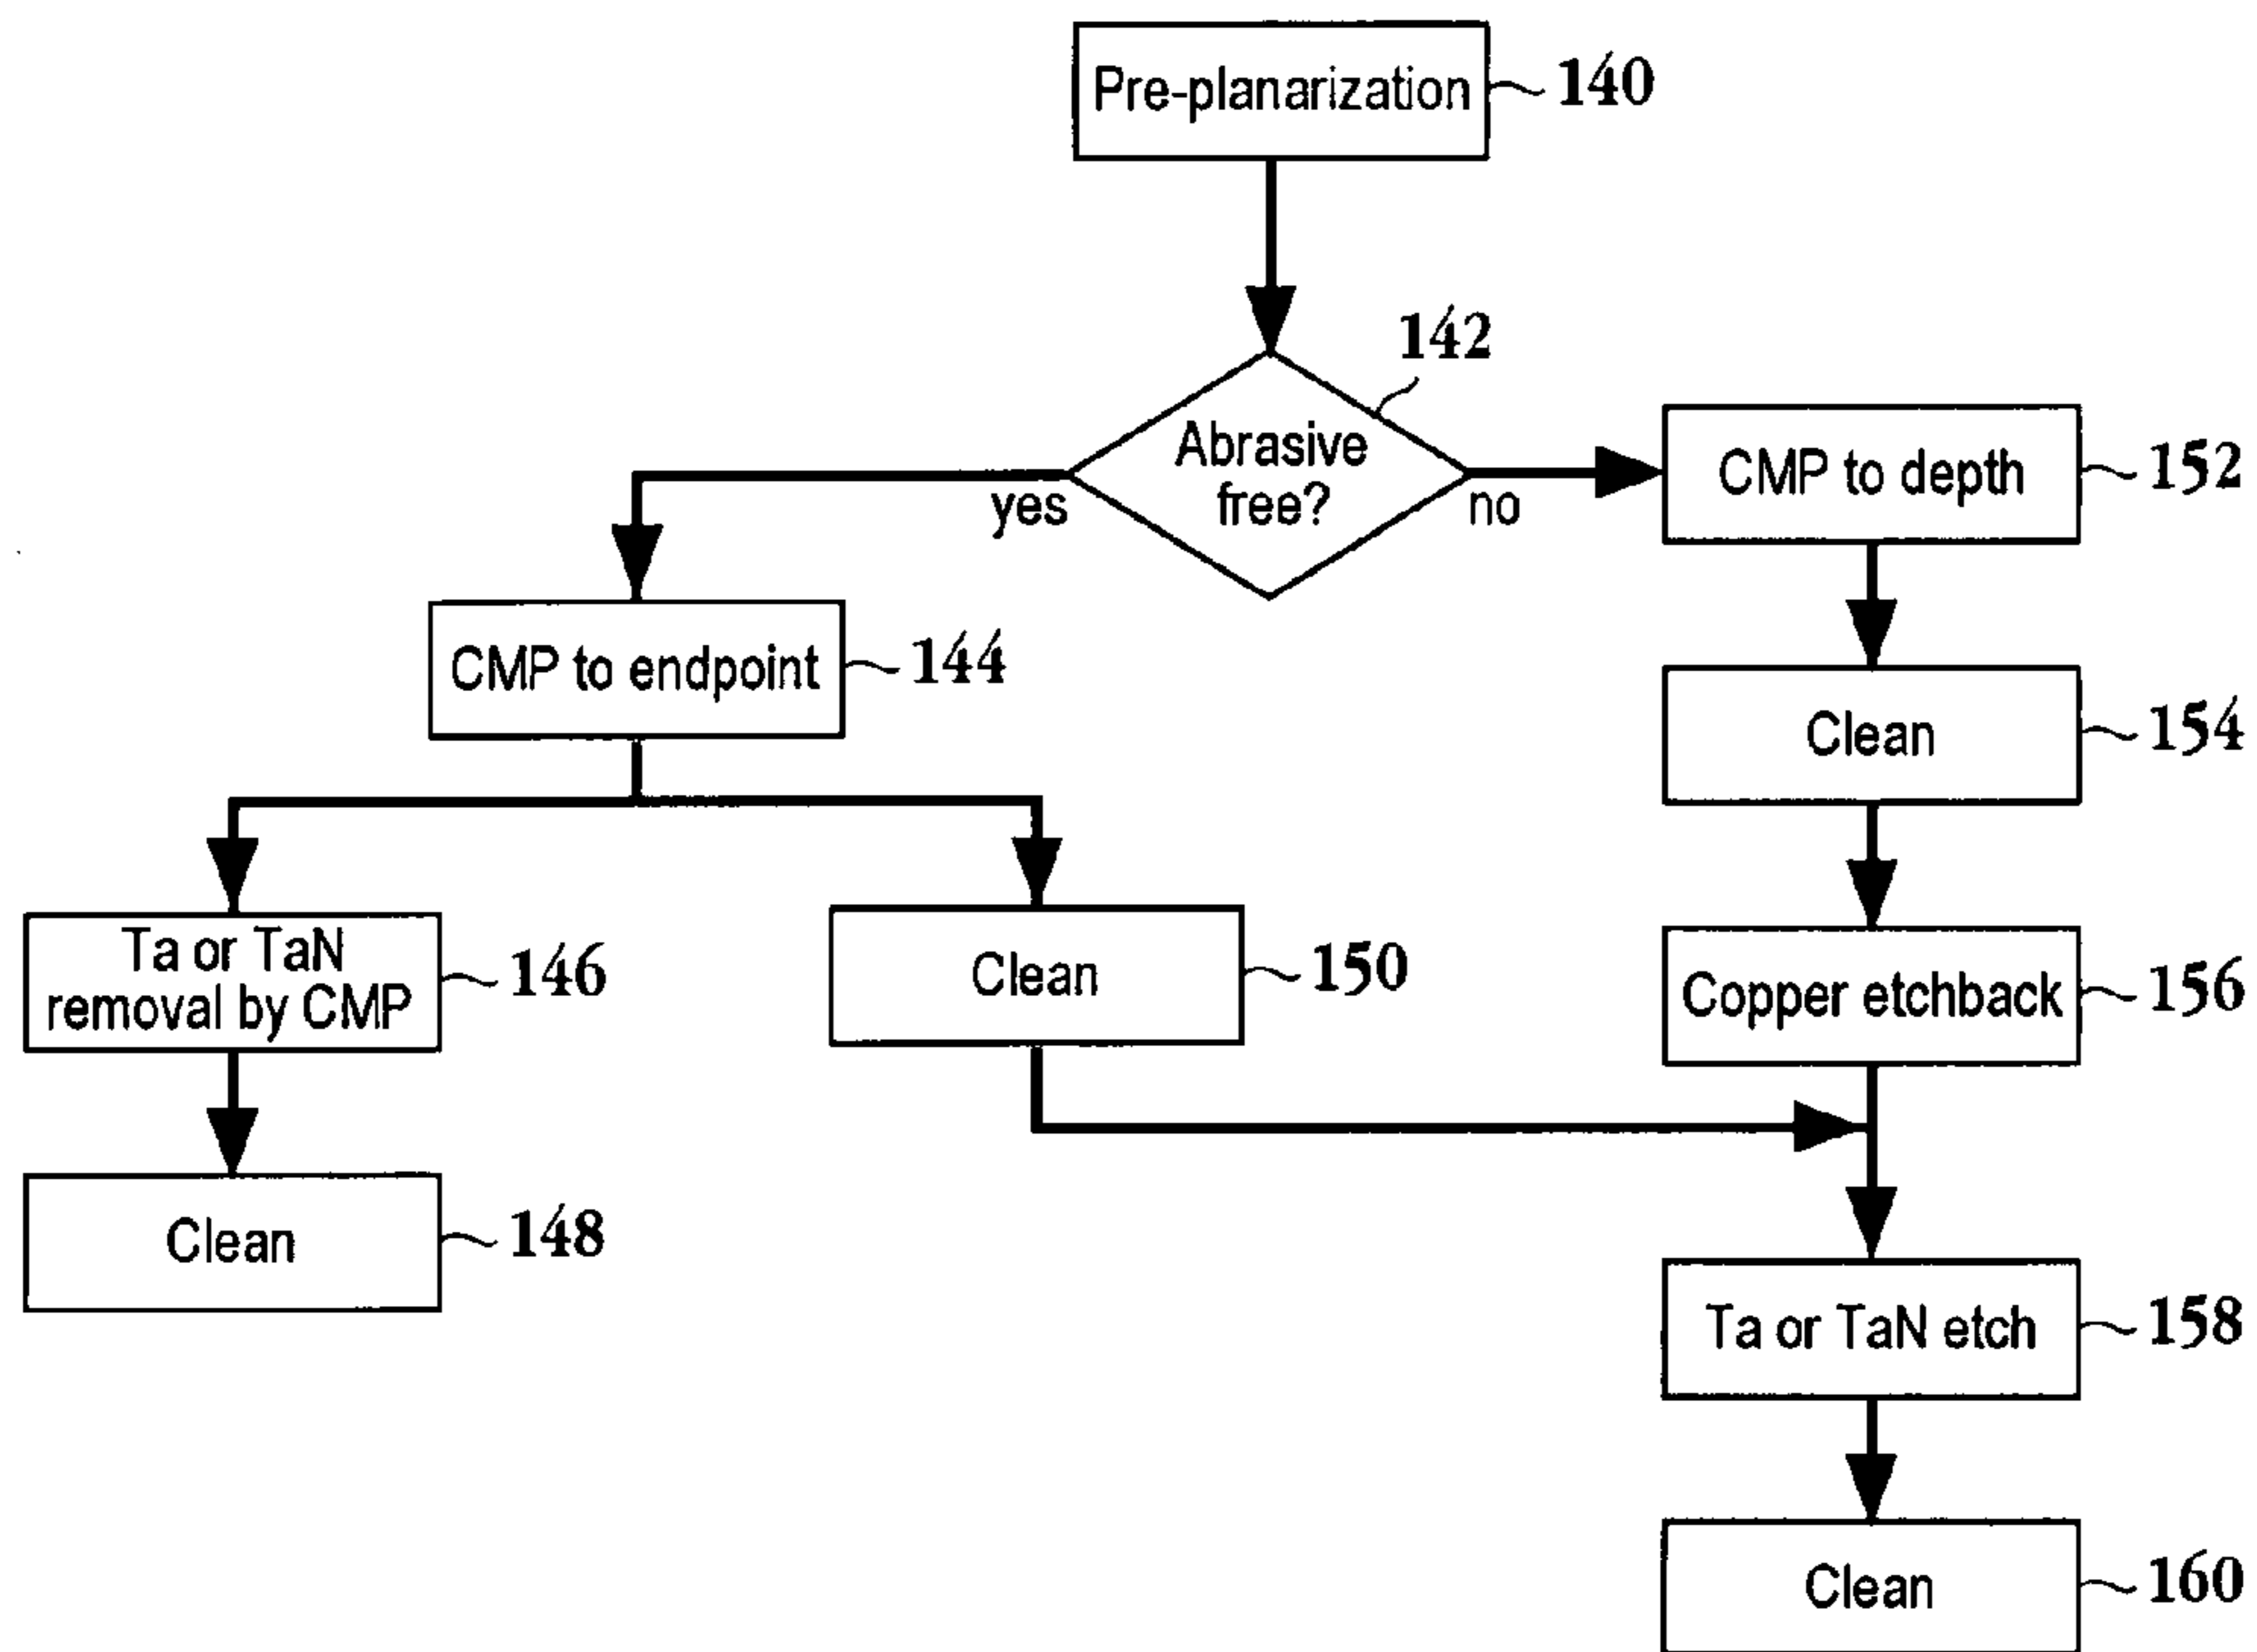 Pre-planarization
140
142
Abrasive
free?
yes
no
CMP to depth
152
CMP to endpoint
144
Clean
154
Ta or TaN
removal by CMP
146
Clean
150
Copper etchback
156
Clean
148
Ta or TaN etch
158
Clean
160